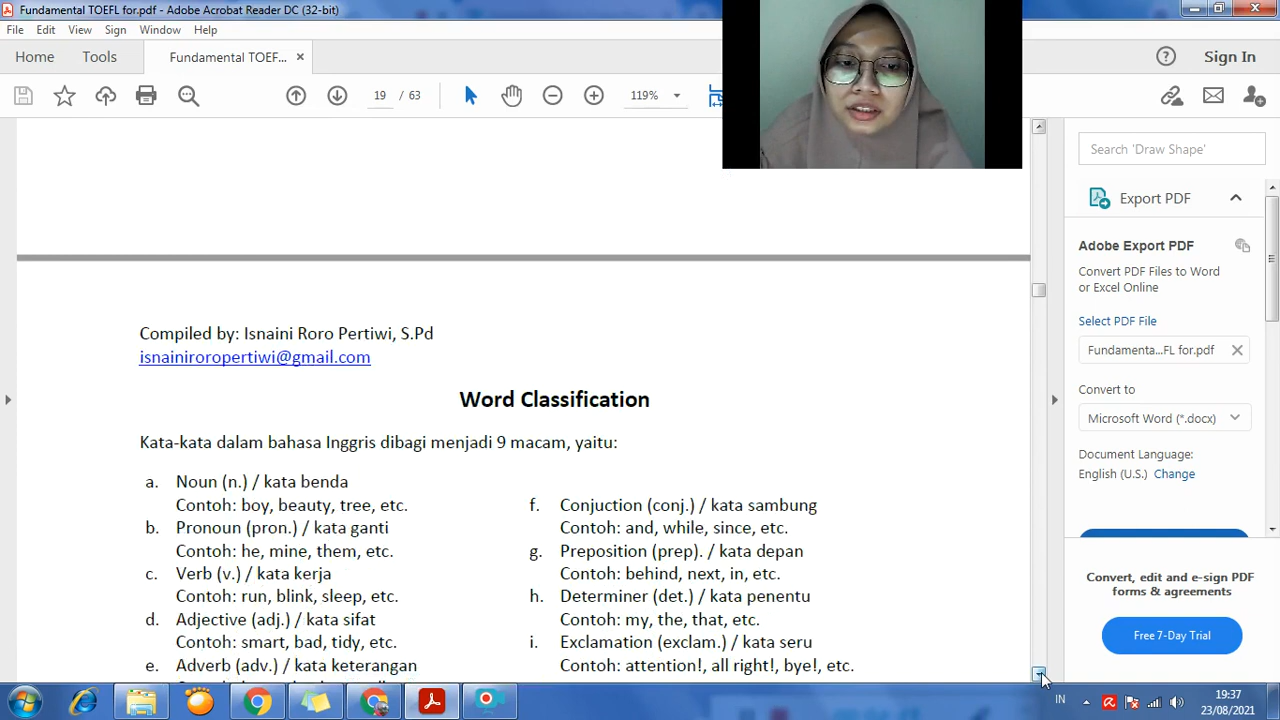 Fundamental TOEFL for.pdf - Adobe Acrobat Reader DC (32-bit)
File Edit View Sign Window Help
Home Tools Fundamental TOEF... × Sign In
19 / 63 119%
Search 'Draw Shape'
Export PDF
Adobe Export PDF
Convert PDF Files to Word
or Excel Online
Select PDF File
Fundamenta...FL for.pdf
Convert to
Microsoft Word (*.docx)
Document Language:
English (U.S.) Change
Convert, edit and e-sign PDF
forms & agreements
Free 7-Day Trial
Compiled by: Isnaini Roro Pertiwi, S.Pd
isnainiroropertiwi@gmail.com
Word Classification
Kata-kata dalam bahasa Inggris dibagi menjadi 9 macam, yaitu:
a. Noun (n.) / kata benda
Contoh: boy, beauty, tree, etc.
b. Pronoun (pron.) / kata ganti
Contoh: he, mine, them, etc.
c. Verb (v.) / kata kerja
Contoh: run, blink, sleep, etc.
d. Adjective (adj.) / kata sifat
Contoh: smart, bad, tidy, etc.
e. Adverb (adv.) / kata keterangan
f. Conjuction (conj.) / kata sambung
Contoh: and, while, since, etc.
g. Preposition (prep). / kata depan
Contoh: behind, next, in, etc.
h. Determiner (det.) / kata penentu
Contoh: my, the, that, etc.
i. Exclamation (exclam.) / kata seru
Contoh: attention!, all right!, bye!, etc.
IN
19:37
23/08/2021